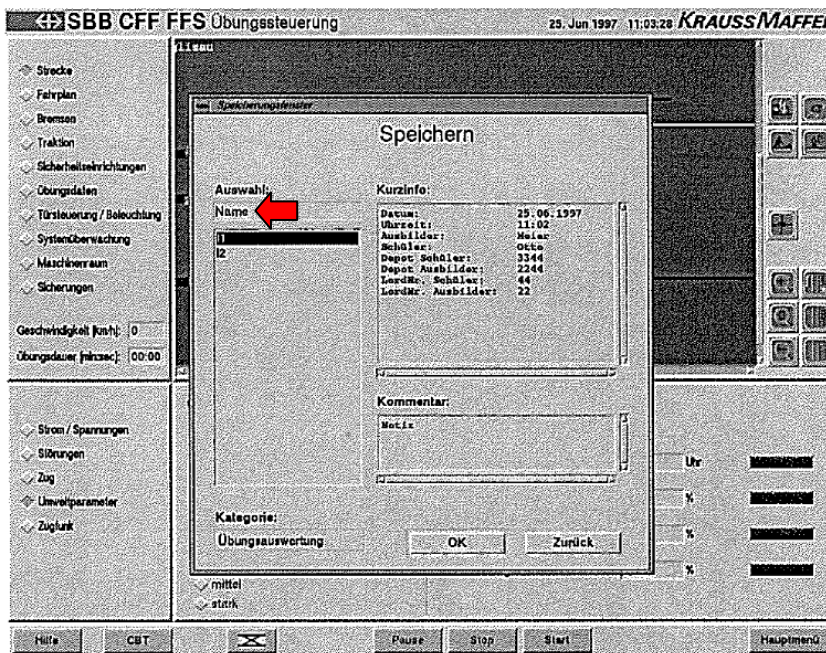 SBB CFF FFS Übungssteuerung
25. Jun 1997 11:03:28 KRAUSS MAFFEI
Strecke
Fahrplan
Bremsen
Traktion
Sicherheitseinrichtungen
Übungsdaten
Türsteuerung / Beleuchtung
Systemüberwachung
Maschinenraum
Sicherungen
Geschwindigkeit [km/h]: 0
Übungsdauer [min:sec]: 00:00
Speicherungsfenster
Speichern
Auswahl:
Name
I1
I2
Kurzinfo:
Datum: 25.06.1997
Uhrzeit: 11:02
Ausbilder: Meier
Schüler: Otto
Depot Schüler: 3344
Depot Ausbilder: 2244
LordNr. Schüler: 44
LordNr. Ausbilder: 22
Kommentar:
Notiz
Kategorie:
Übungsauswertung
OK
Zurück
Strom / Spannungen
Störungen
Zug
Umweltparameter
Zugfunk
Uhr
%
%
%
mittel
stark
Hilfe
CBT
Pause
Stop
Start
Hauptmenü